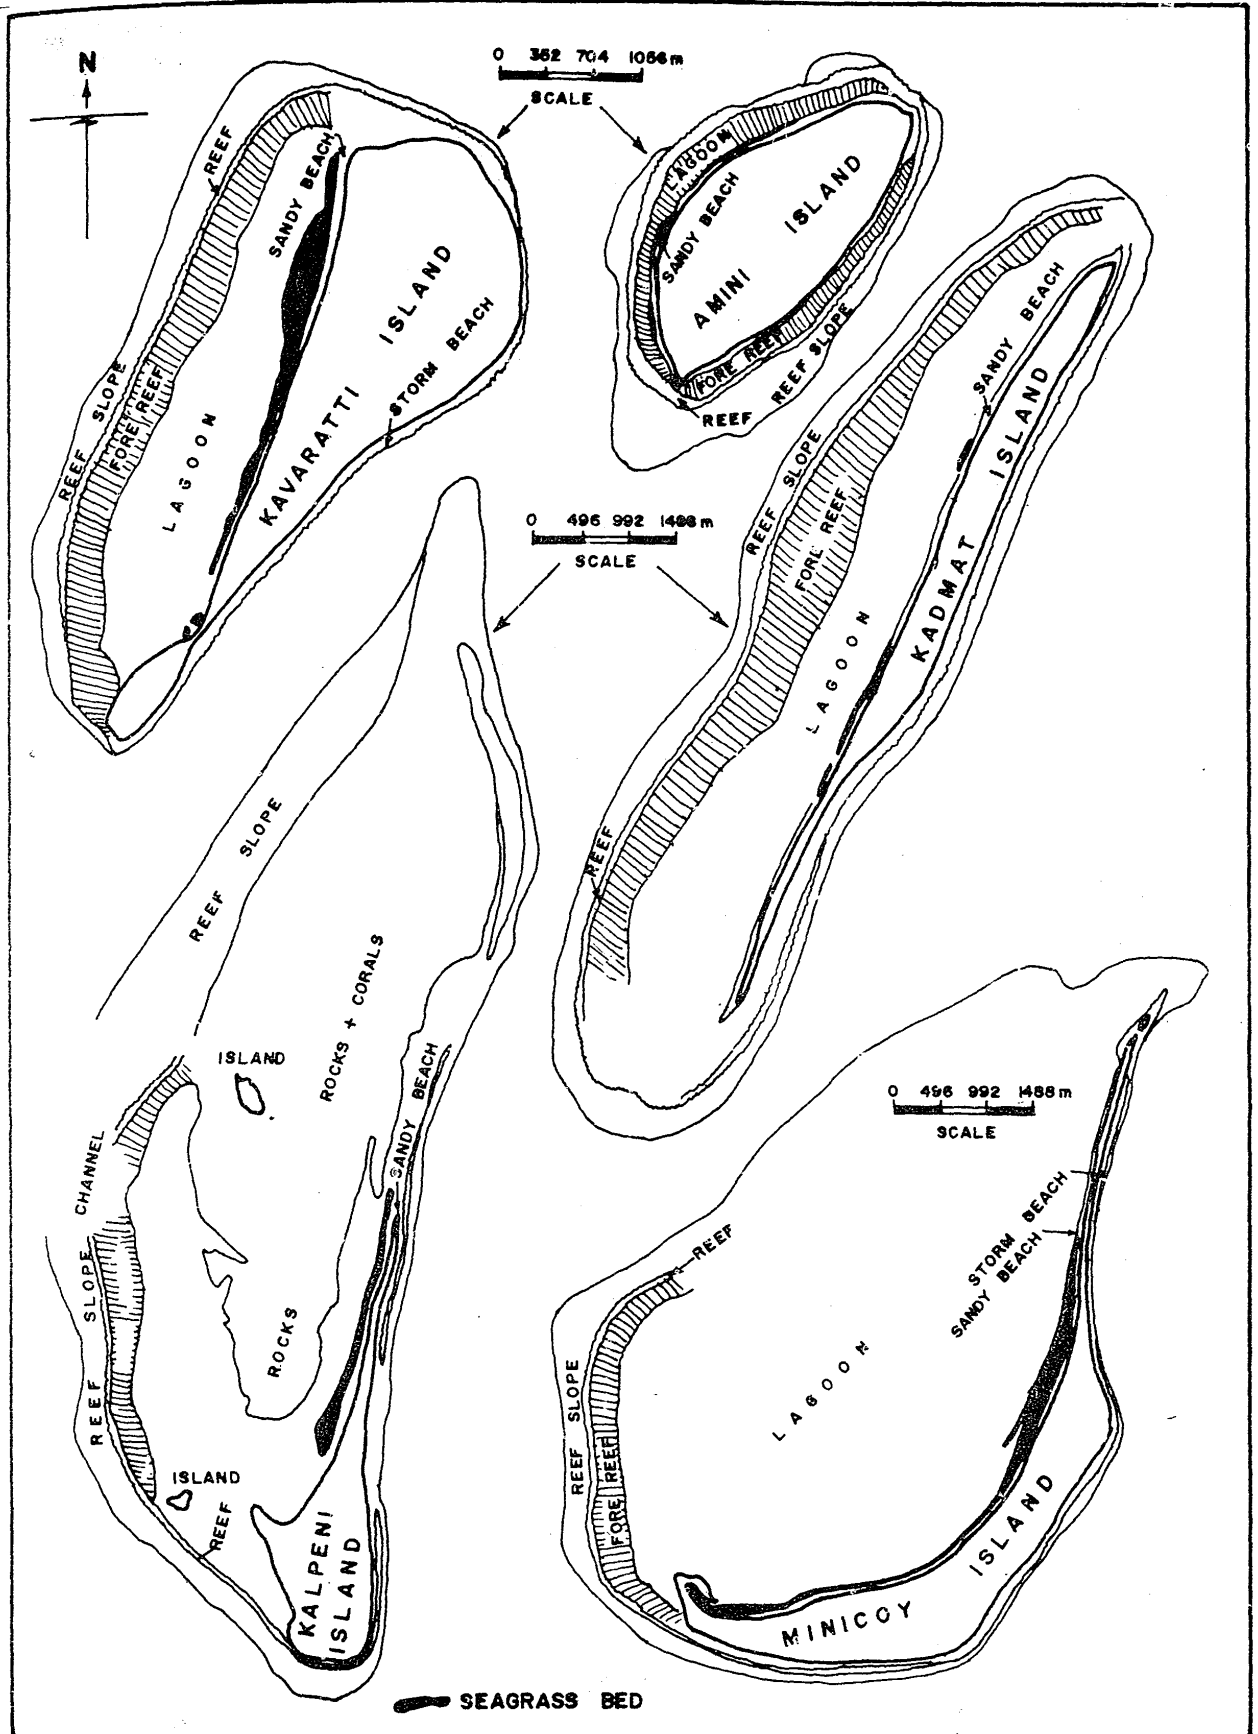 N
0 352 704 1056m
SCALE
REEF
SANDY BEACH
KAVARATTI ISLAND
STORM BEACH
REEF SLOPE
FORE REEF
LAGOON
LAGOON
SANDY BEACH
AMINI ISLAND
FORE REEF
REEF SLOPE
REEF
0 496 992 1488m
SCALE
SANDY BEACH
KADMAT ISLAND
REEF SLOPE
FORE REEF
LAGOON
REEF
REEF SLOPE
ROCKS + CORALS
ISLAND
SANDY BEACH
CHANNEL
REEF SLOPE
ROCKS
ISLAND
REEF
KALPENI
ISLAND
0 496 992 1488m
SCALE
STORM BEACH
SANDY BEACH
REEF
LAGOON
REEF SLOPE
FORE REEF
MINICOY ISLAND
SEAGRASS BED